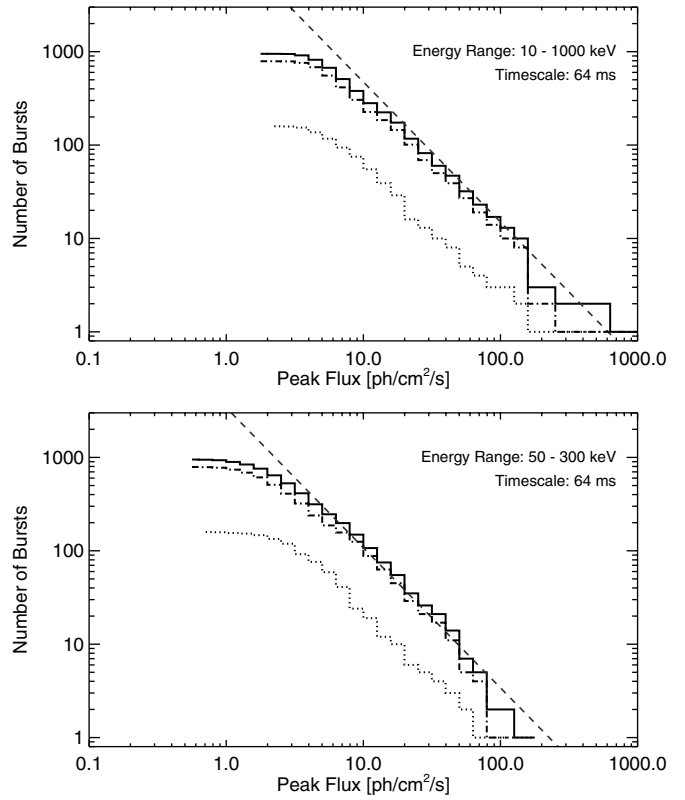 1000
100
10
1
Number of Bursts
Energy Range: 10 - 1000 keV
Timescale: 64 ms
0.1 1.0 10.0 100.0 1000.0
Peak Flux [ph/cm²/s]
1000
100
10
1
Number of Bursts
Energy Range: 50 - 300 keV
Timescale: 64 ms
0.1 1.0 10.0 100.0 1000.0
Peak Flux [ph/cm²/s]